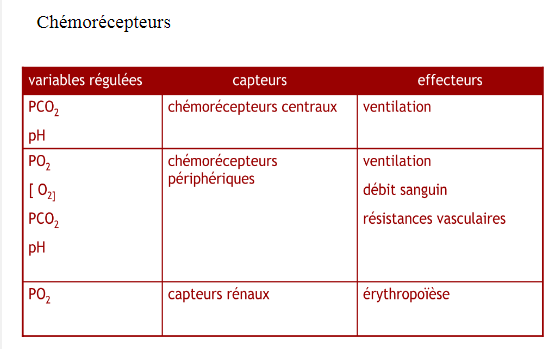 Chémorécepteurs
variables régulées capteurs effecteurs
PCO₂ chémorécepteurs centraux ventilation
pH
PO₂ chémorécepteurs ventilation
périphériques
[ O₂] débit sanguin
PCO₂ résistances vasculaires
pH
PO₂ capteurs rénaux érythropoïèse